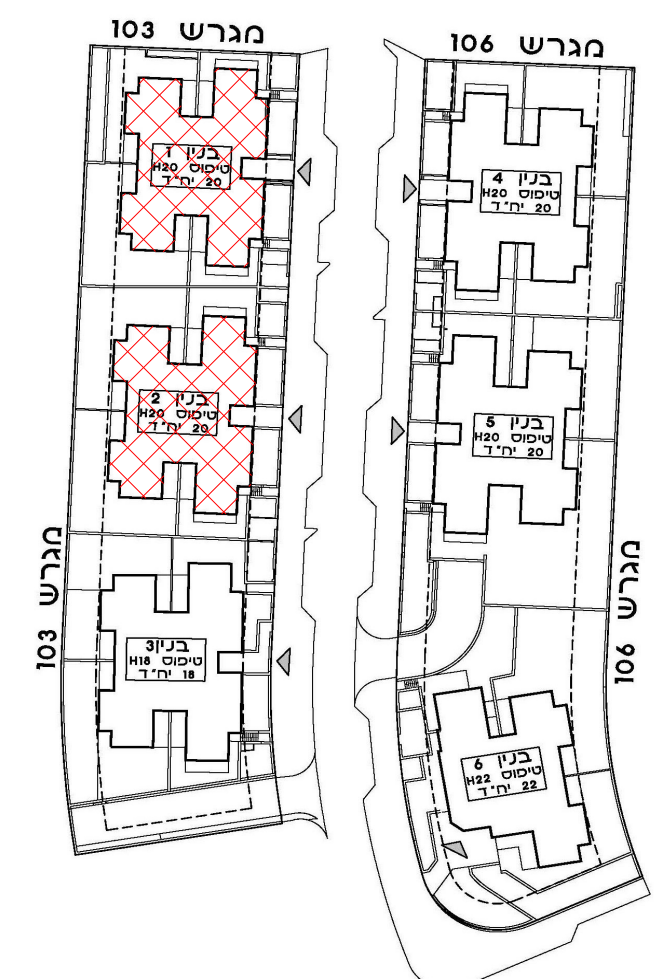 מגרש 103
מגרש 106
בנין 1
טיפוס H20
20 יח"ד
בנין 4
טיפוס H20
20 יח"ד
בנין 2
טיפוס H20
20 יח"ד
בנין 5
טיפוס H20
20 יח"ד
מגרש 103
מגרש 106
בנין 3
טיפוס H18
18 יח"ד
בנין 6
טיפוס H22
22 יח"ד